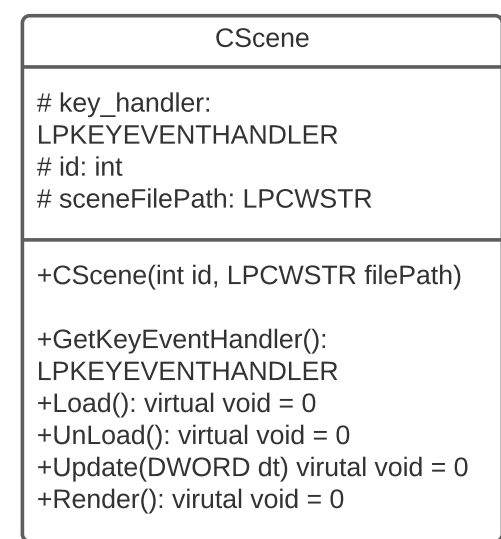 CScene
# key_handler:
LPKEYEVENTHANDLER
# id: int
# sceneFilePath: LPCWSTR
+CScene(int id, LPCWSTR filePath)
+GetKeyEventHandler():
LPKEYEVENTHANDLER
+Load(): virtual void = 0
+UnLoad(): virtual void = 0
+Update(DWORD dt) virutal void = 0
+Render(): virutal void = 0